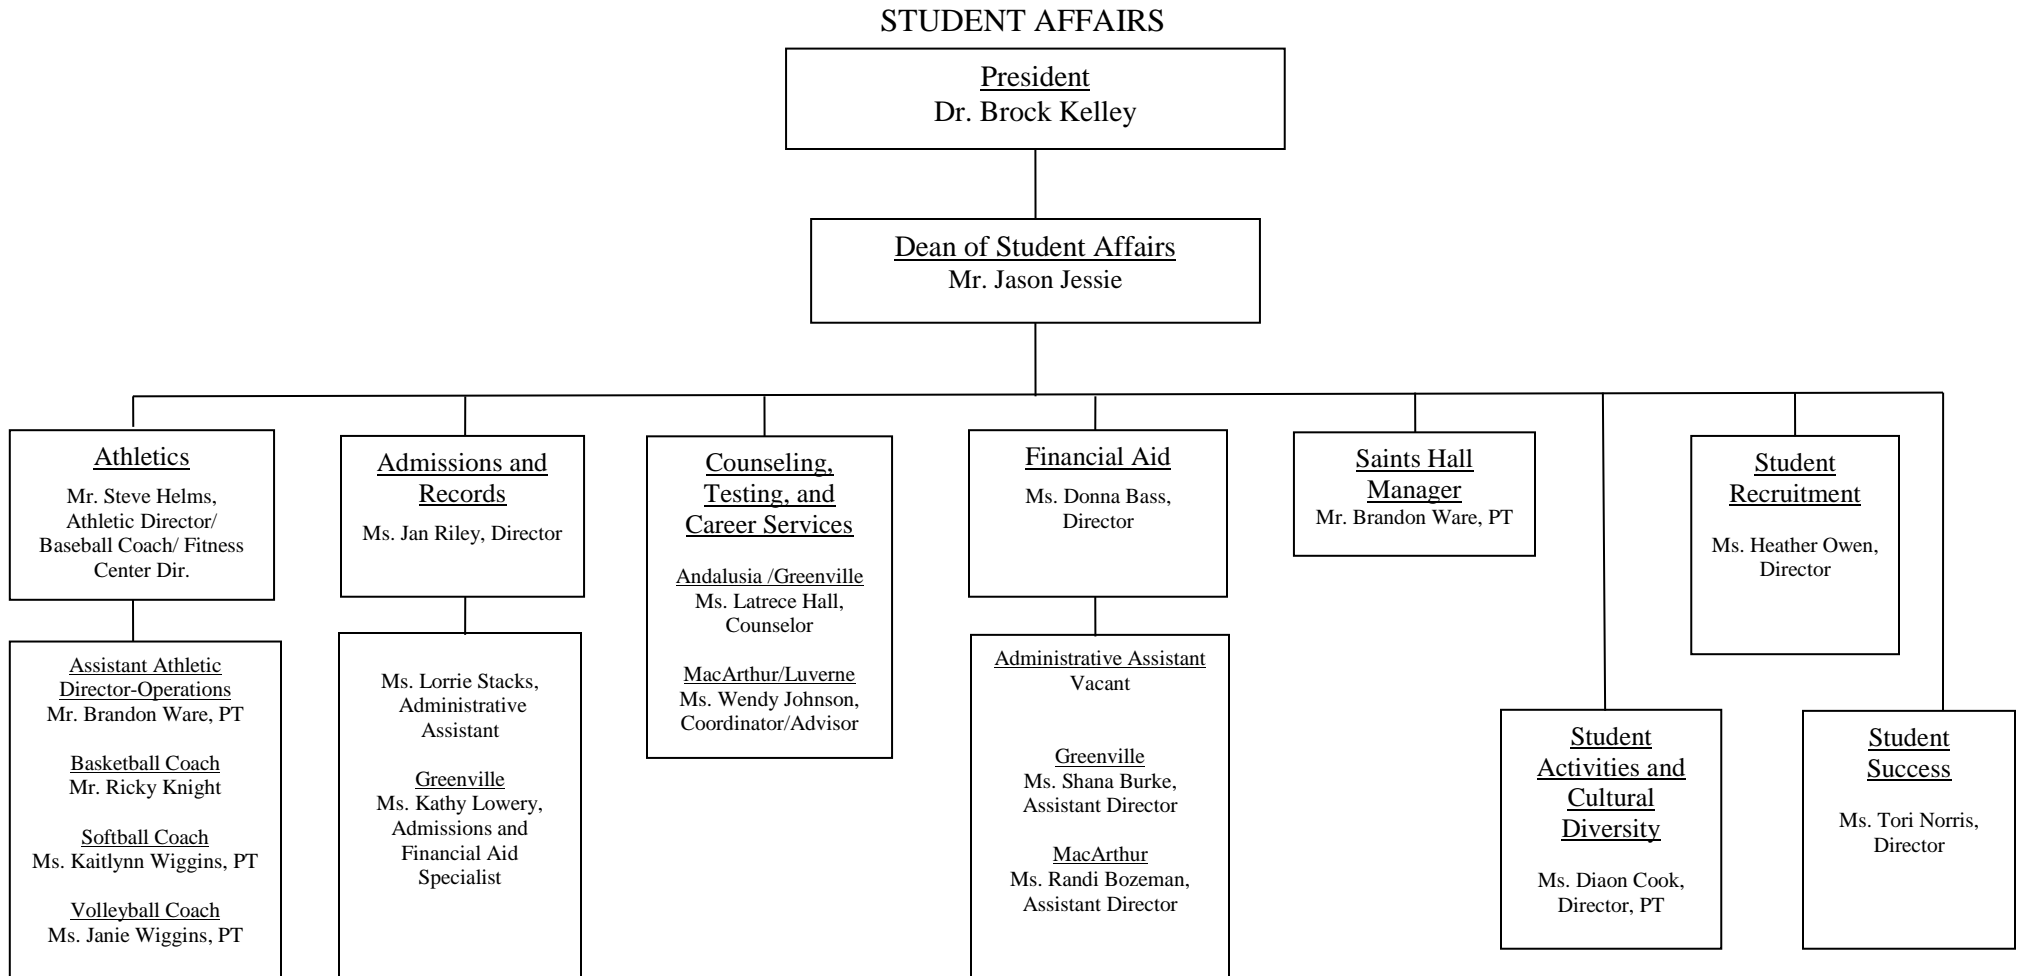 STUDENT AFFAIRS
President
Dr. Brock Kelley
Dean of Student Affairs
Mr. Jason Jessie
Athletics
Mr. Steve Helms,
Athletic Director/
Baseball Coach/ Fitness
Center Dir.
Assistant Athletic
Director-Operations
Mr. Brandon Ware, PT
Basketball Coach
Mr. Ricky Knight
Softball Coach
Ms. Kaitlynn Wiggins, PT
Volleyball Coach
Ms. Janie Wiggins, PT
Admissions and
Records
Ms. Jan Riley, Director
Ms. Lorrie Stacks,
Administrative
Assistant
Greenville
Ms. Kathy Lowery,
Admissions and
Financial Aid
Specialist
Counseling,
Testing, and
Career Services
Andalusia /Greenville
Ms. Latrece Hall,
Counselor
MacArthur/Luverne
Ms. Wendy Johnson,
Coordinator/Advisor
Financial Aid
Ms. Donna Bass,
Director
Administrative Assistant
Vacant
Greenville
Ms. Shana Burke,
Assistant Director
MacArthur
Ms. Randi Bozeman,
Assistant Director
Saints Hall
Manager
Mr. Brandon Ware, PT
Student
Activities and
Cultural
Diversity
Ms. Diaon Cook,
Director, PT
Student
Recruitment
Ms. Heather Owen,
Director
Student
Success
Ms. Tori Norris,
Director